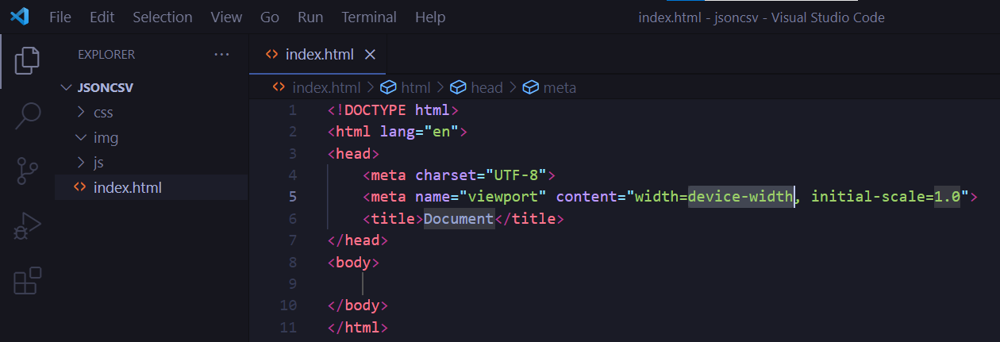 File Edit Selection View Go Run Terminal Help index.html - jsoncsv - Visual Studio Code
EXPLORER ···
JSONCSV
css
img
js
index.html
index.html
index.html > html > head > meta
1 <!DOCTYPE html>
2 <html lang="en">
3 <head>
4 <meta charset="UTF-8">
5 <meta name="viewport" content="width=device-width, initial-scale=1.0">
6 <title>Document</title>
7 </head>
8 <body>
9
10 </body>
11 </html>